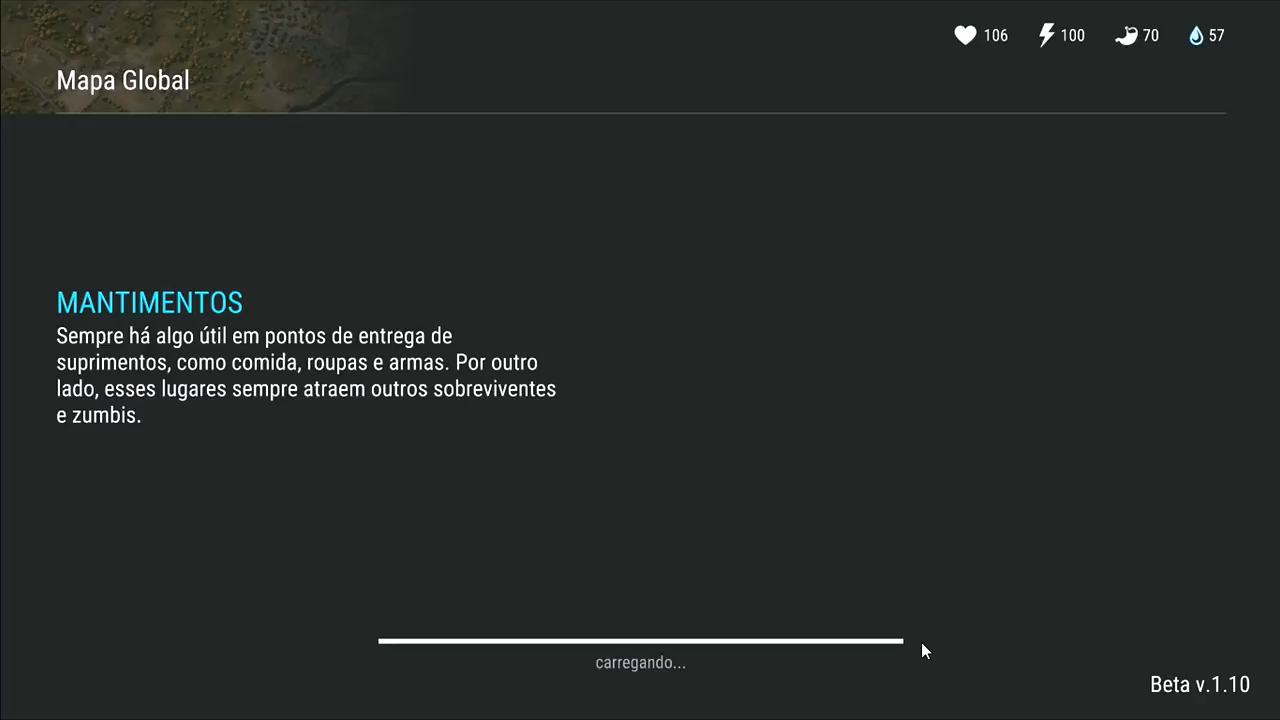 106 100 70 57
Mapa Global
MANTIMENTOS
Sempre há algo útil em pontos de entrega de
suprimentos, como comida, roupas e armas. Por outro
lado, esses lugares sempre atraem outros sobreviventes
e zumbis.
carregando...
Beta v.1.10